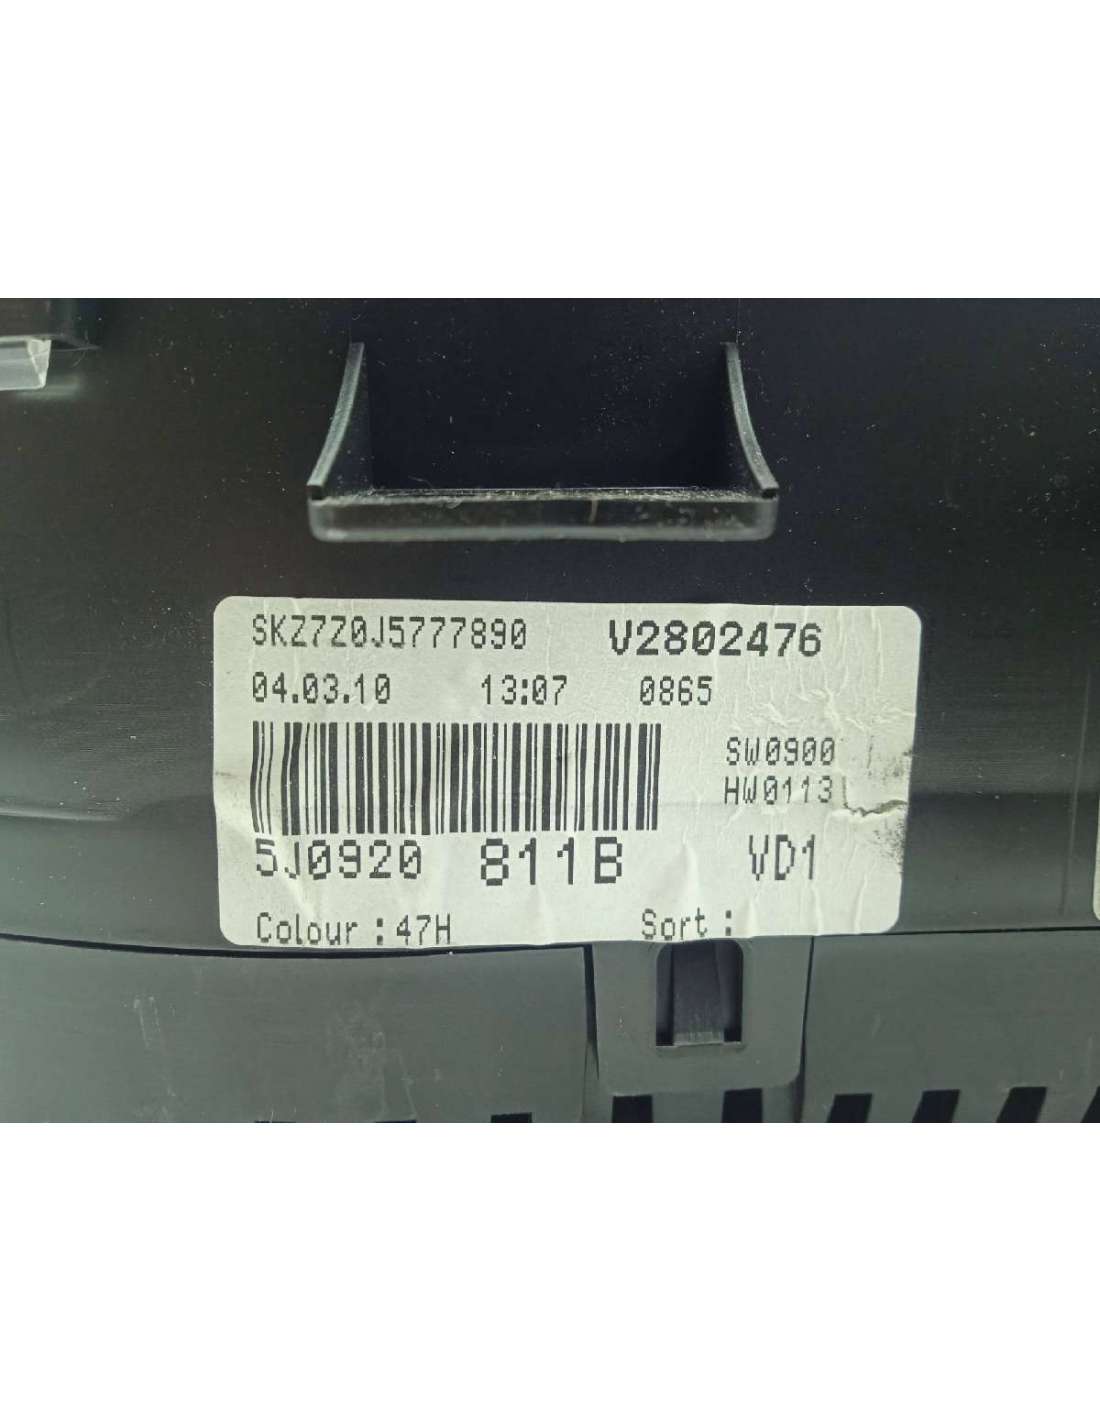 SKZ7Z0J5777890 V2802476
04.03.10 13:07 0865
SW0900
HW0113
5J0920 811B VD1
Colour : 47H Sort :